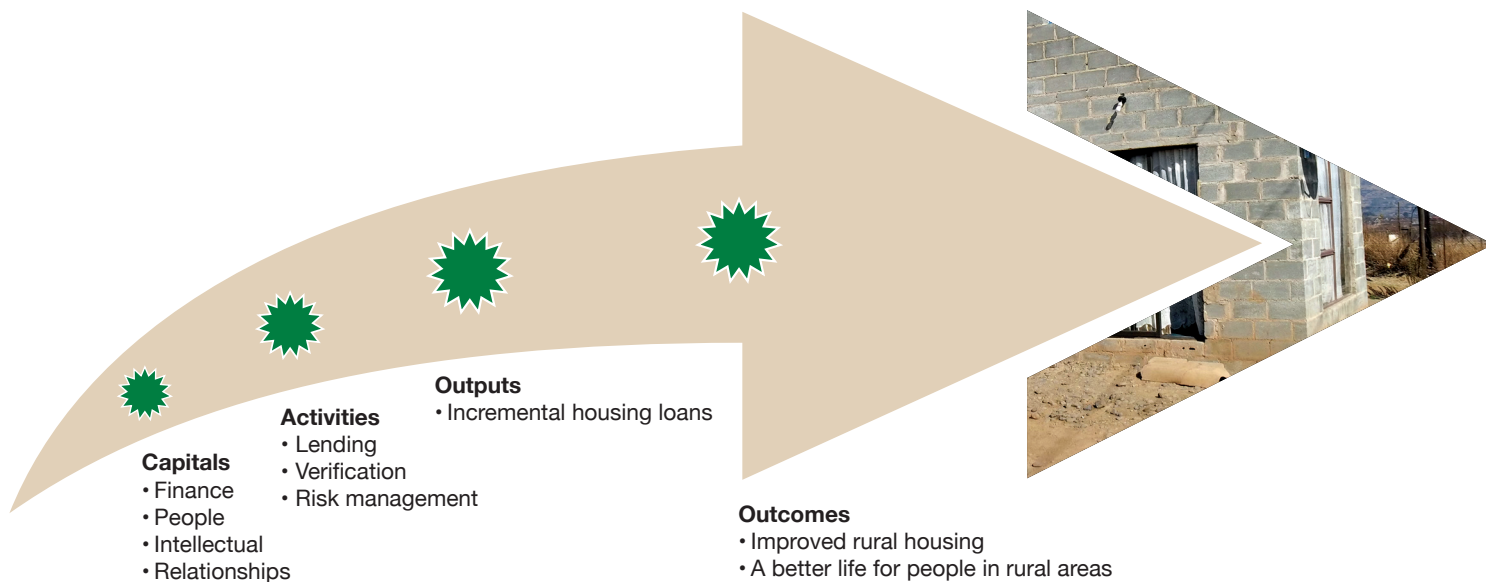 Capitals
• Finance
• People
• Intellectual
• Relationships
Activities
• Lending
• Verification
• Risk management
Outputs
• Incremental housing loans
Outcomes
• Improved rural housing
• A better life for people in rural areas